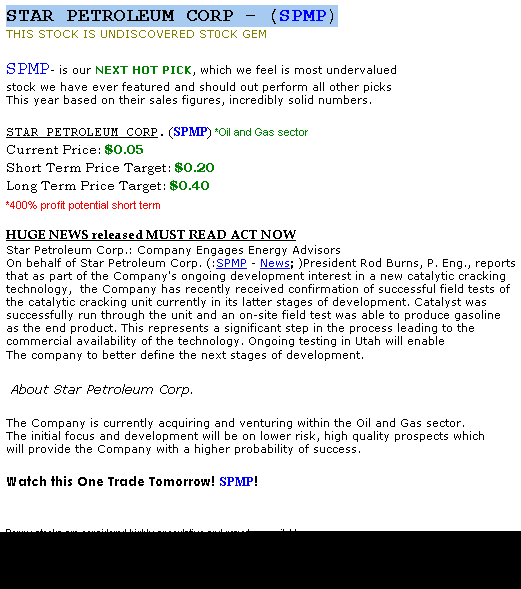 STAR PETROLEUM CORP - (SPMP)
THIS STOCK IS UNDISCOVERED ST0CK GEM
SPMP- is our NEXT HOT PICK, which we feel is most undervalued
stock we have ever featured and should out perform all other picks
This year based on their sales figures, incredibly solid numbers.
STAR PETROLEUM CORP. (SPMP) *Oil and Gas sector
Current Price: $0.05
Short Term Price Target: $0.20
Long Term Price Target: $0.40
*400% profit potential short term
HUGE NEWS released MUST READ ACT NOW
Star Petroleum Corp.: Company Engages Energy Advisors
On behalf of Star Petroleum Corp. (:SPMP - News; )President Rod Burns, P. Eng., reports
that as part of the Company's ongoing development interest in a new catalytic cracking
technology, the Company has recently received confirmation of successful field tests of
the catalytic cracking unit currently in its latter stages of development. Catalyst was
successfully run through the unit and an on-site field test was able to produce gasoline
as the end product. This represents a significant step in the process leading to the
commercial availability of the technology. Ongoing testing in Utah will enable
The company to better define the next stages of development.
About Star Petroleum Corp.
The Company is currently acquiring and venturing within the Oil and Gas sector.
The initial focus and development will be on lower risk, high quality prospects which
will provide the Company with a higher probability of success.
Watch this One Trade Tomorrow! SPMP!